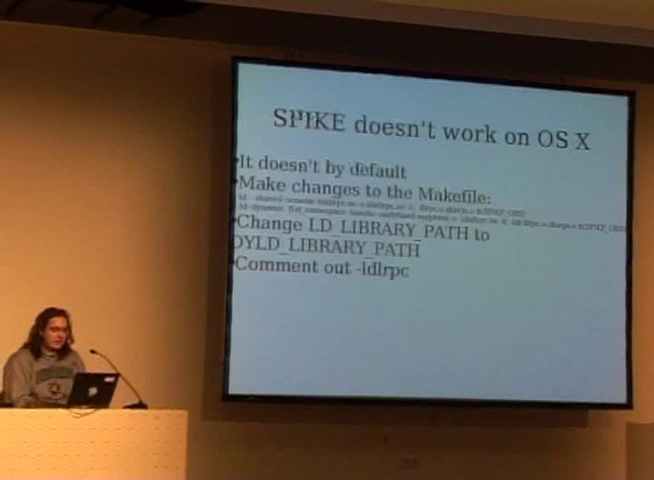 SPIKE doesn't work on OS X
•It doesn't by default
•Make changes to the Makefile:
•Change LD_LIBRARY_PATH to
DYLD_LIBRARY_PATH
•Comment out -ldlrpc